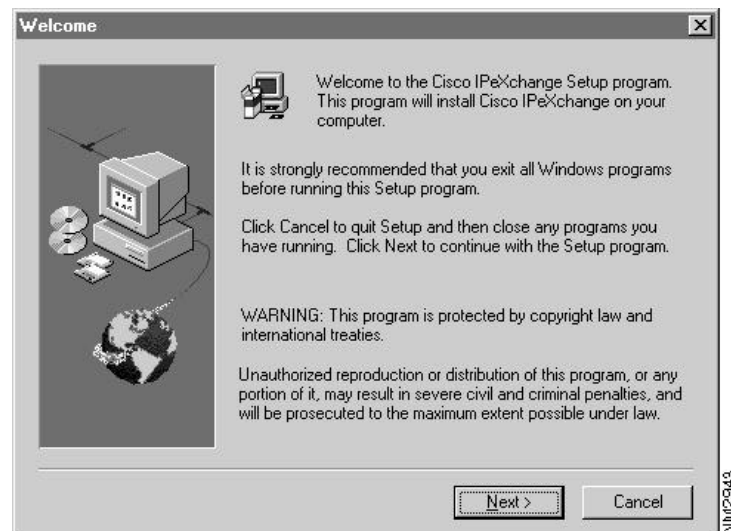 Welcome
Welcome to the Cisco IPeXchange Setup program.
This program will install Cisco IPeXchange on your
computer.
It is strongly recommended that you exit all Windows programs
before running this Setup program.
Click Cancel to quit Setup and then close any programs you
have running. Click Next to continue with the Setup program.
WARNING: This program is protected by copyright law and
international treaties.
Unauthorized reproduction or distribution of this program, or any
portion of it, may result in severe civil and criminal penalties, and
will be prosecuted to the maximum extent possible under law.
Next >
Cancel